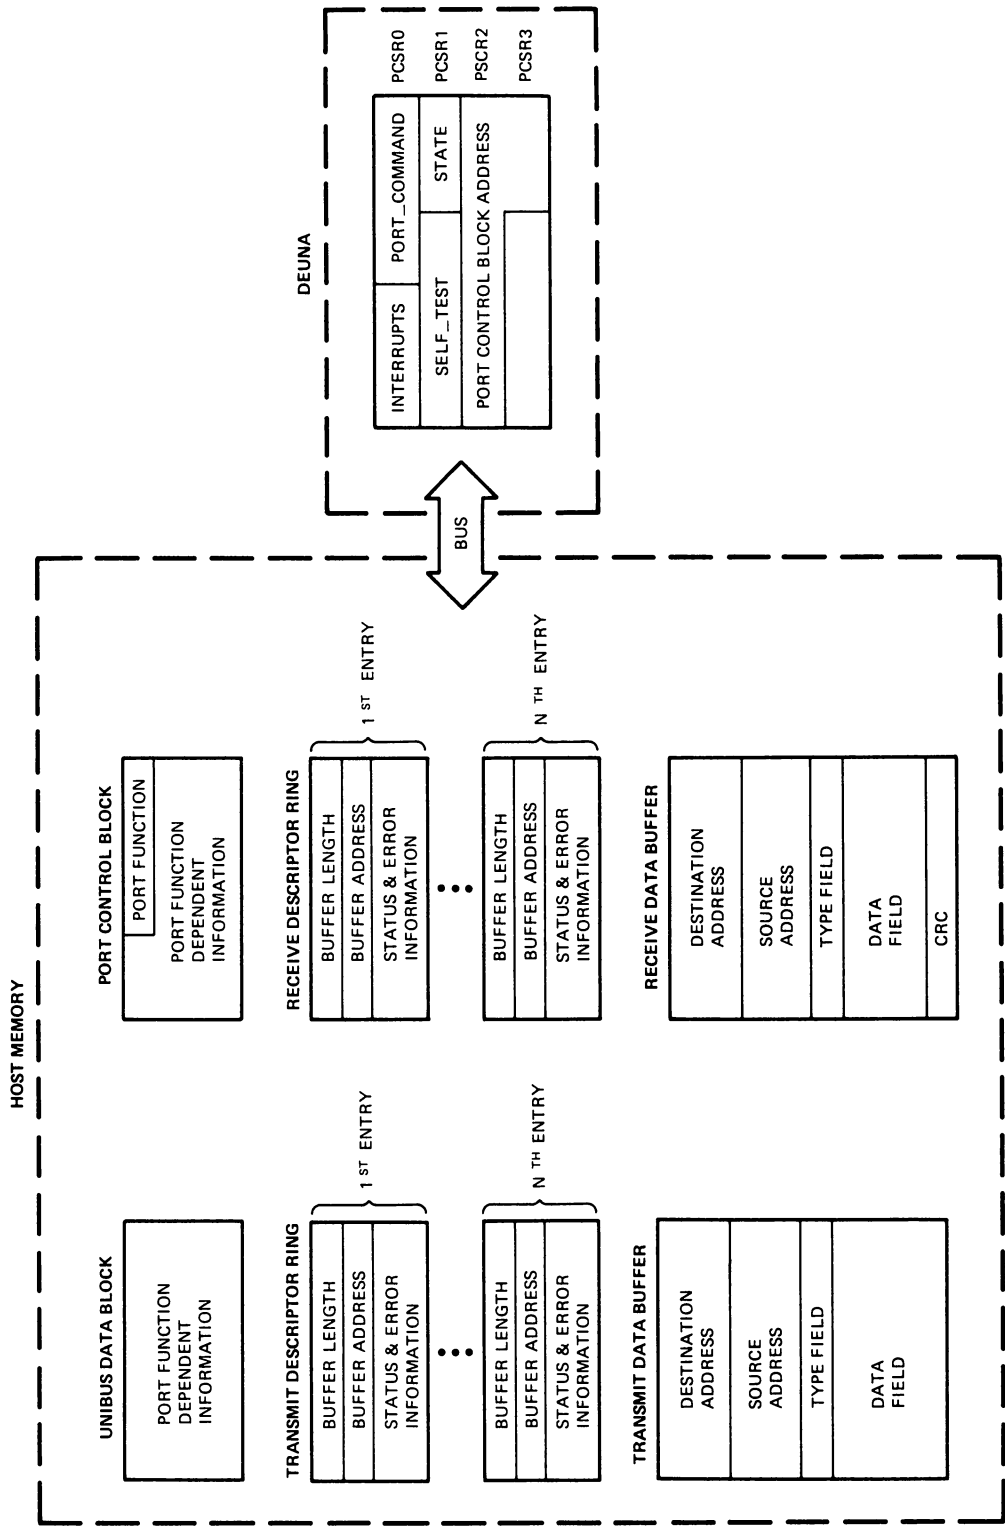 HOST MEMORY
UNIBUS DATA BLOCK
PORT FUNCTION
DEPENDENT
INFORMATION
TRANSMIT DESCRIPTOR RING
BUFFER LENGTH
BUFFER ADDRESS
STATUS & ERROR
INFORMATION
1 ST ENTRY
BUFFER LENGTH
BUFFER ADDRESS
STATUS & ERROR
INFORMATION
N TH ENTRY
TRANSMIT DATA BUFFER
DESTINATION
ADDRESS
SOURCE
ADDRESS
TYPE FIELD
DATA
FIELD
PORT CONTROL BLOCK
PORT FUNCTION
PORT FUNCTION
DEPENDENT
INFORMATION
RECEIVE DESCRIPTOR RING
BUFFER LENGTH
BUFFER ADDRESS
STATUS & ERROR
INFORMATION
1 ST ENTRY
BUFFER LENGTH
BUFFER ADDRESS
STATUS & ERROR
INFORMATION
N TH ENTRY
RECEIVE DATA BUFFER
DESTINATION
ADDRESS
SOURCE
ADDRESS
TYPE FIELD
DATA
FIELD
CRC
BUS
DEUNA
INTERRUPTS
PORT_COMMAND
PCSR0
SELF_TEST
STATE
PCSR1
PORT CONTROL BLOCK ADDRESS
PSCR2
PCSR3